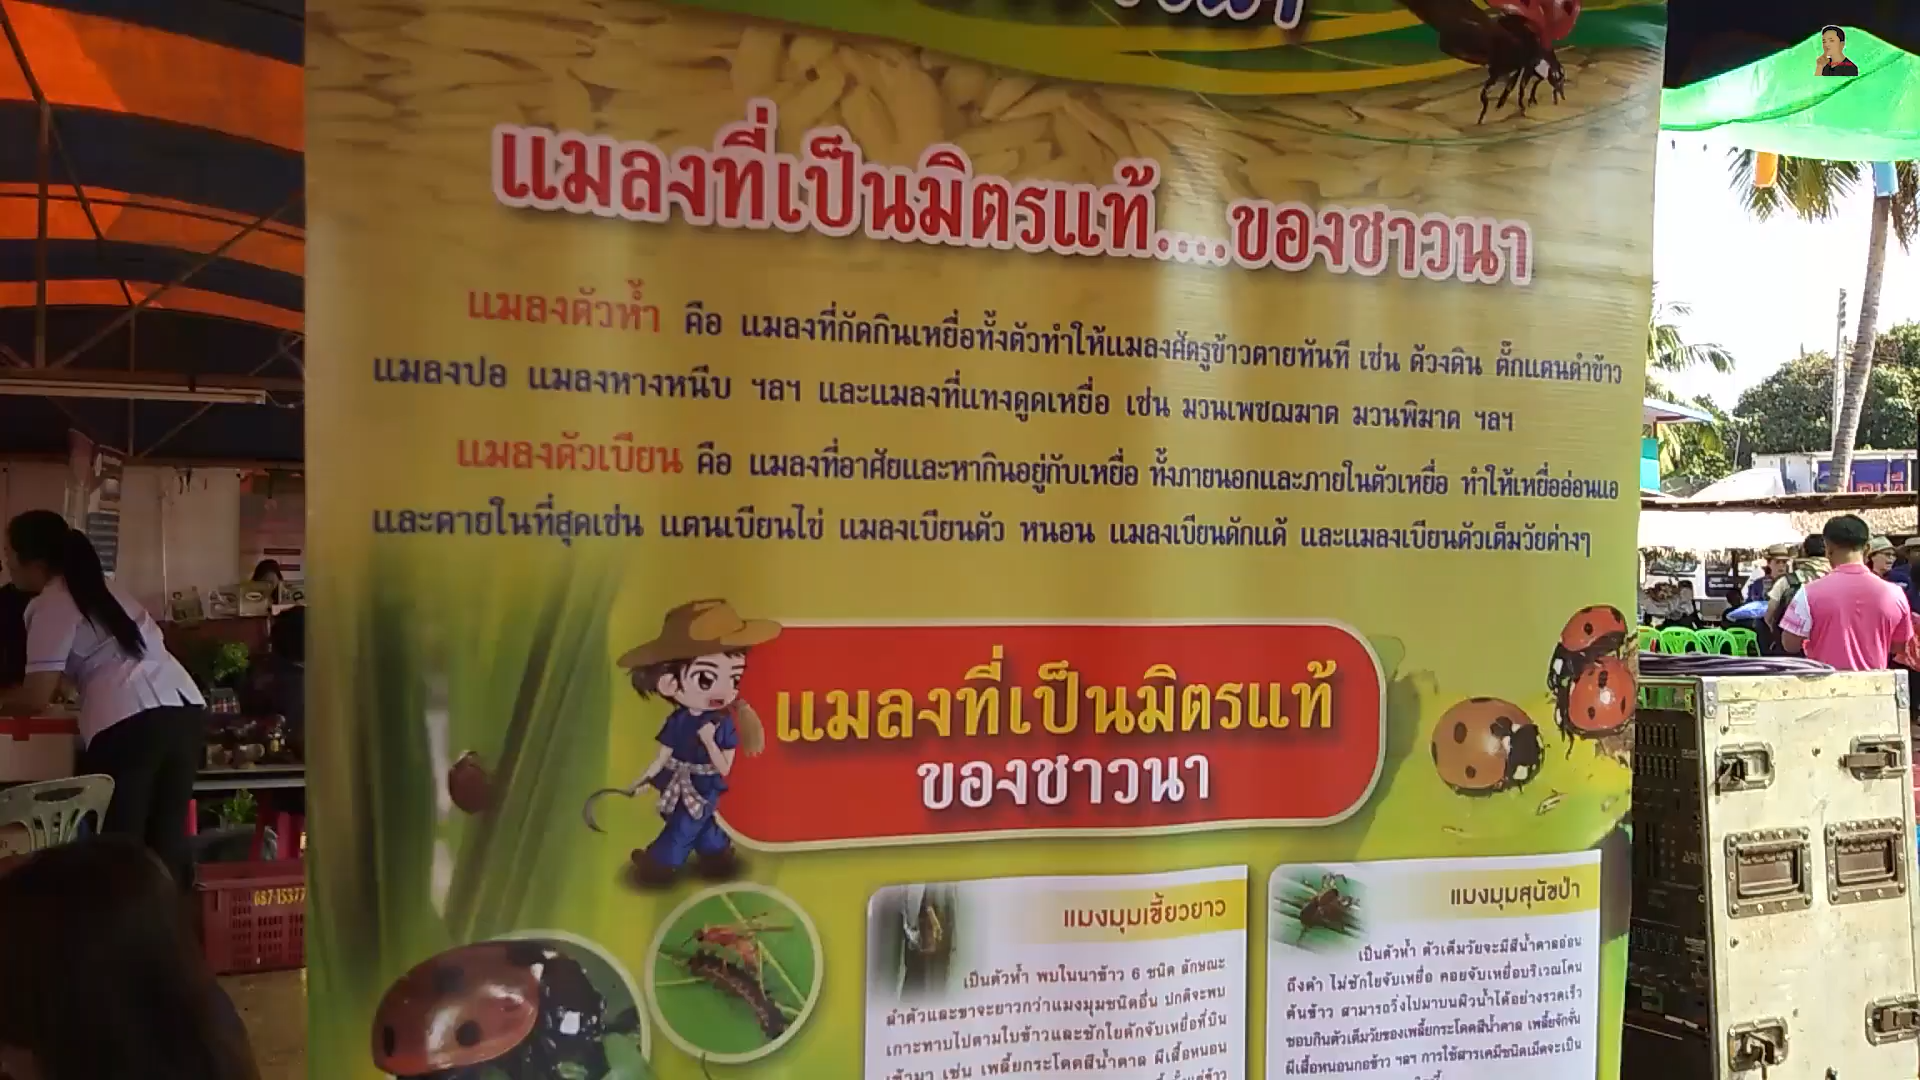 แมลงที่เป็นมิตรแท้....ของชาวนา
แมลงตัวห้ำ คือ แมลงที่กัดกินเหยื่อทั้งตัวทำให้แมลงศัตรูข้าวตายทันที เช่น ด้วงดิน ตั๊กแตนตำข้าว
แมลงปอ แมลงหางหนีบ ฯลฯ และแมลงที่แทงดูดเหยื่อ เช่น มวนเพชฌฆาต มวนพิฆาต ฯลฯ
แมลงตัวเบียน คือ แมลงที่อาศัยและหากินอยู่กับเหยื่อ ทั้งภายนอกและภายในตัวเหยื่อ ทำให้เหยื่ออ่อนแอ
และตายในที่สุดเช่น แตนเบียนไข่ แมลงเบียนตัว หนอน แมลงเบียนดักแด้ และแมลงเบียนตัวเต็มวัยต่างๆ
แมลงที่เป็นมิตรแท้
ของชาวนา
แมงมุมเขี้ยวยาว
เป็นตัวห้ำ พบในนาข้าว 6 ชนิด ลักษณะ
ลำตัวและขาจะยาวกว่าแมงมุมชนิดอื่น ปกติจะพบ
เกาะทาบไปตามใบข้าวและชักใยดักจับเหยื่อที่บิน
เข้ามา เช่น เพลี้ยกระโดดสีน้ำตาล ผีเสื้อหนอน
แมงมุมสุนัขป่า
เป็นตัวห้ำ ตัวเต็มวัยจะมีสีน้ำตาลอ่อน
ถึงดำ ไม่ชักใยจับเหยื่อ คอยจับเหยื่อบริเวณโคน
ต้นข้าว สามารถวิ่งไปมาบนผิวน้ำได้อย่างรวดเร็ว
ชอบกินตัวเต็มวัยของเพลี้ยกระโดดสีน้ำตาล เพลี้ยจักจั่น
ผีเสื้อหนอนกอข้าว ฯลฯ การใช้สารเคมีชนิดเม็ดจะเป็น
087-15377